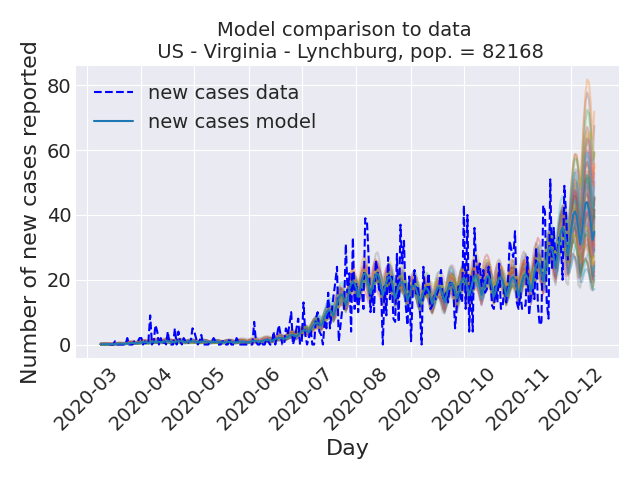 Model comparison to data
US - Virginia - Lynchburg, pop. = 82168
Number of new cases reported
80
60
40
20
0
new cases data
new cases model
2020-03
2020-04
2020-05
2020-06
2020-07
2020-08
2020-09
2020-10
2020-11
2020-12
Day